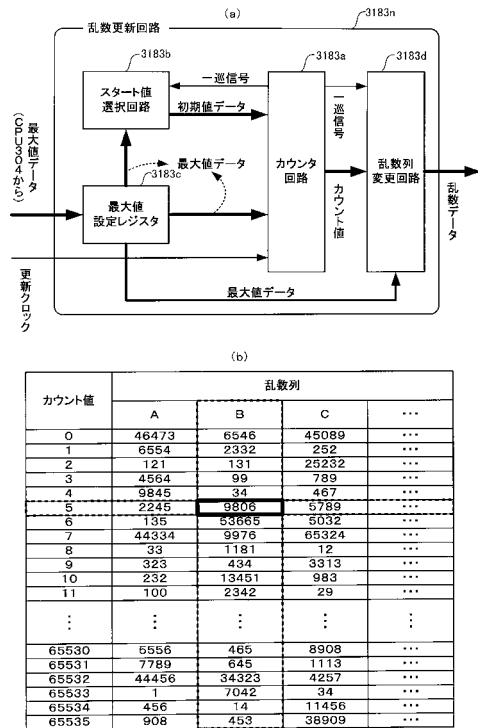 (a)
乱数更新回路
3183n
3183b
3183a
3183d
スタート値
選択回路
一巡信号
初期値データ
一巡信号
最大値データ
(CPU304から)
最大値データ
3183c
最大値
設定レジスタ
カウンタ
回路
カウント値
乱数列
変更回路
乱数データ
最大値データ
更新クロック
(b)
カウント値 乱数列
A B C …
0 46473 6546 45089 …
1 6554 2332 252 …
2 121 131 25232 …
3 4564 99 789 …
4 9845 34 467 …
5 2245 9806 5789 …
6 135 53665 5032 …
7 44334 9976 65324 …
8 33 1181 12 …
9 323 434 3313 …
10 232 13451 983 …
11 100 2342 29 …
⋮ ⋮ ⋮ ⋮ ⋮
65530 5556 465 8908 …
65531 7789 645 1113 …
65532 44456 34323 4257 …
65533 1 7042 34 …
65534 456 14 11456 …
65535 908 453 38909 …